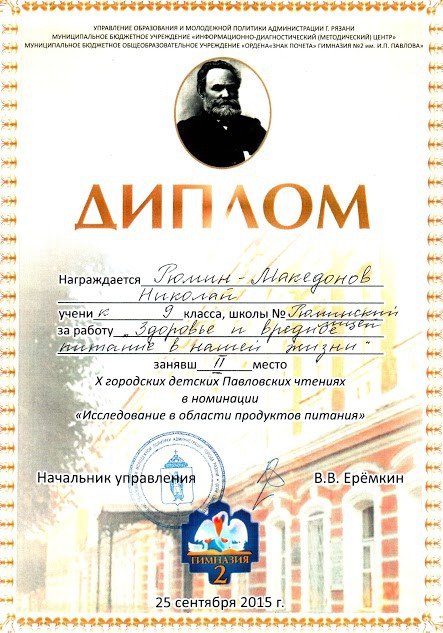 УПРАВЛЕНИЕ ОБРАЗОВАНИЯ И МОЛОДЕЖНОЙ ПОЛИТИКИ АДМИНИСТРАЦИИ Г. РЯЗАНИ
МУНИЦИПАЛЬНОЕ БЮДЖЕТНОЕ УЧРЕЖДЕНИЕ «ИНФОРМАЦИОННО-ДИАГНОСТИЧЕСКИЙ (МЕТОДИЧЕСКИЙ) ЦЕНТР»
МУНИЦИПАЛЬНОЕ БЮДЖЕТНОЕ ОБЩЕОБРАЗОВАТЕЛЬНОЕ УЧРЕЖДЕНИЕ «ОРДЕНА«ЗНАК ПОЧЕТА» ГИМНАЗИЯ №2 им. И.П. ПАВЛОВА»
ДИПЛОМ
Награждается Рюмин-Македонов
Николай
учени к 9 класса, школы № Рюминский
лицей
за работу „Здоровье и вредное
питание в нашей жизни"
занявш II место
X городских детских Павловских чтениях
в номинации
«Исследование в области продуктов питания»
Начальник управления В.В. Ерёмкин
ГИМНАЗИЯ
2
25 сентября 2015 г.